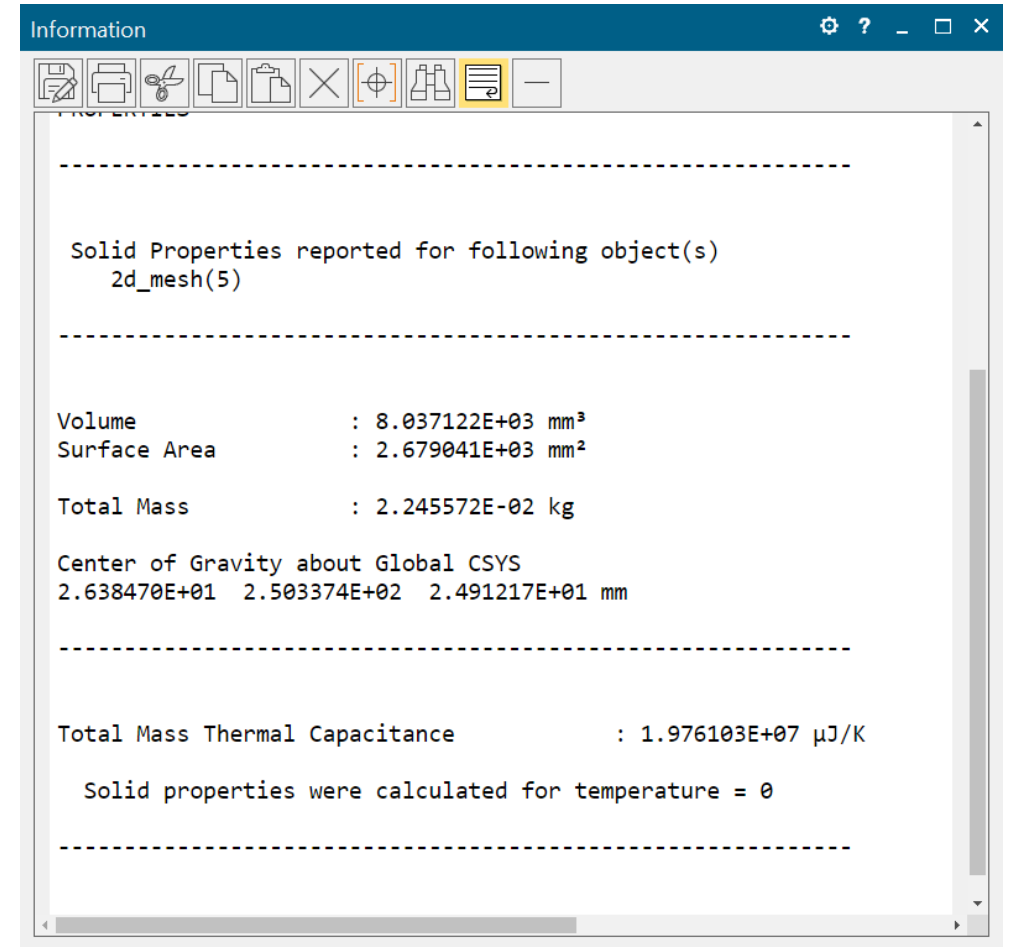 Information
PROPERTIES
------------------------------------------------------------
Solid Properties reported for following object(s)
2d_mesh(5)
------------------------------------------------------------
Volume : 8.037122E+03 mm³
Surface Area : 2.679041E+03 mm²
Total Mass : 2.245572E-02 kg
Center of Gravity about Global CSYS
2.638470E+01 2.503374E+02 2.491217E+01 mm
------------------------------------------------------------
Total Mass Thermal Capacitance : 1.976103E+07 µJ/K
Solid properties were calculated for temperature = 0
------------------------------------------------------------